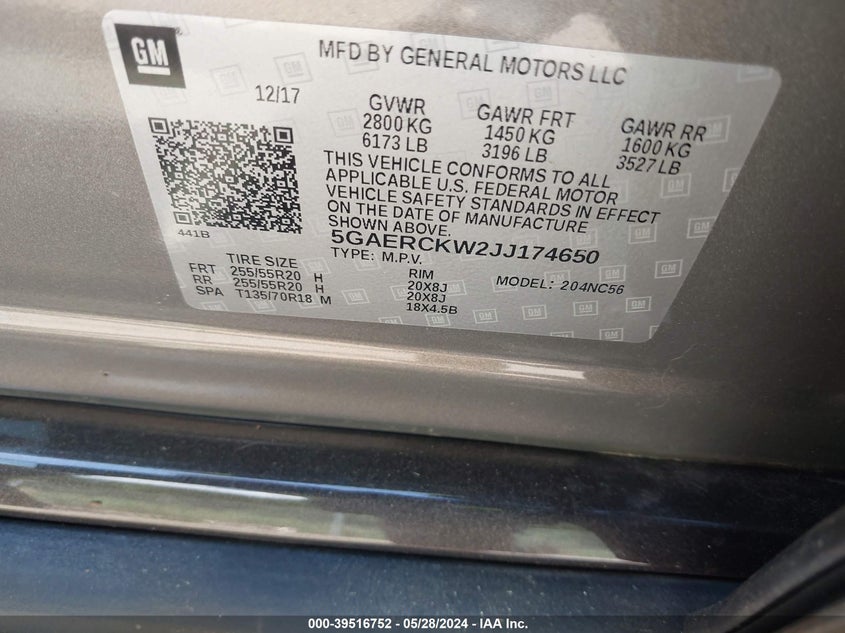 GM
MFD BY GENERAL MOTORS LLC
12/17
GVWR
2800 KG
6173 LB
GAWR FRT
1450 KG
3196 LB
GAWR RR
1600 KG
3527 LB
THIS VEHICLE CONFORMS TO ALL
APPLICABLE U.S. FEDERAL MOTOR
VEHICLE SAFETY STANDARDS IN EFFECT
ON THE DATE OF MANUFACTURE
SHOWN ABOVE.
441B
5GAERCKW2JJ174650
TYPE: M.P.V.
MODEL: 204NC56
TIRE SIZE RIM
FRT 255/55R20 H 20X8J
RR 255/55R20 H 20X8J
SPA T135/70R18 M 18X4.5B
000-39516752 — 05/28/2024 — IAA Inc.